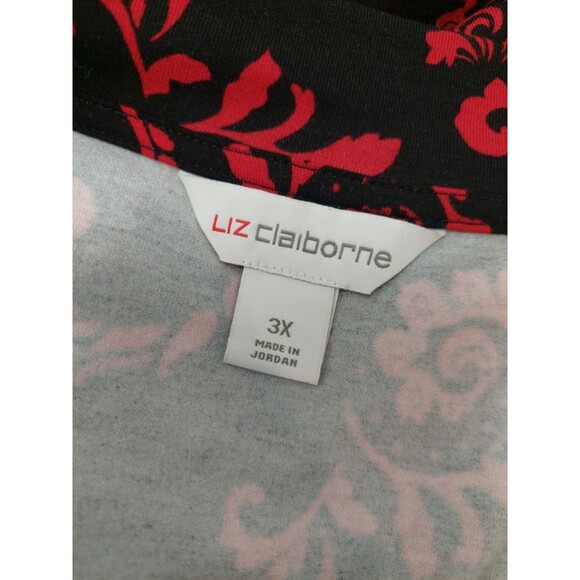 LIZ claiborne
3X
MADE IN
JORDAN